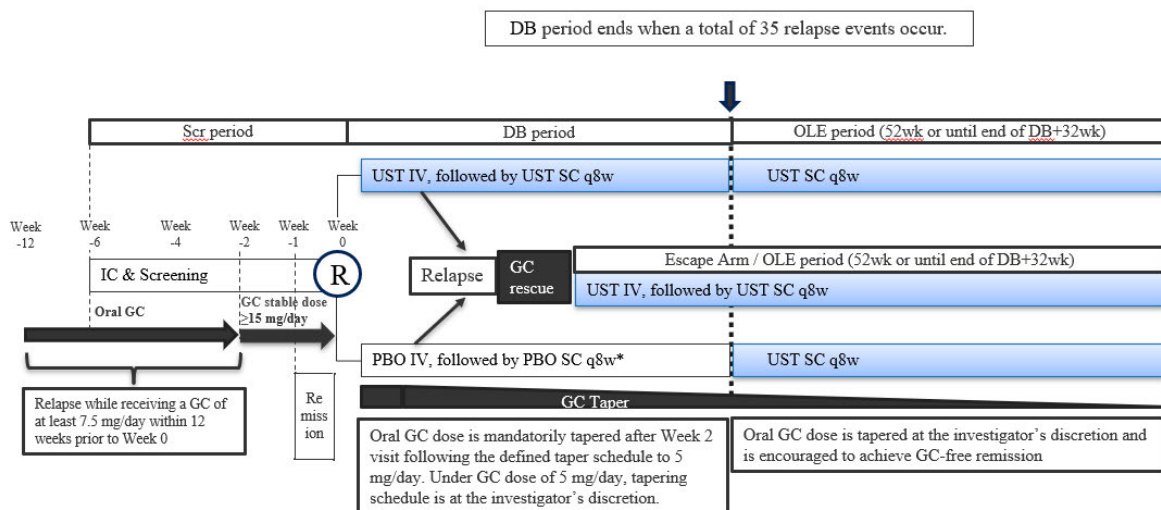 DB period ends when a total of 35 relapse events occur.
Scr period
DB period
OLE period (52wk or until end of DB+32wk)
UST IV, followed by UST SC q8w
UST SC q8w
Week
-12
Week
-6
Week
-4
Week
-2
Week
-1
Week
0
IC & Screening
R
Relapse
GC
rescue
Escape Arm / OLE period (52wk or until end of DB+32wk)
UST IV, followed by UST SC q8w
Oral GC
GC stable dose
≥15 mg/day
PBO IV, followed by PBO SC q8w*
UST SC q8w
Relapse while receiving a GC of
at least 7.5 mg/day within 12
weeks prior to Week 0
Re
miss
ion
GC Taper
Oral GC dose is mandatorily tapered after Week 2
visit following the defined taper schedule to 5
mg/day. Under GC dose of 5 mg/day, tapering
schedule is at the investigator’s discretion.
Oral GC dose is tapered at the investigator’s discretion and
is encouraged to achieve GC-free remission